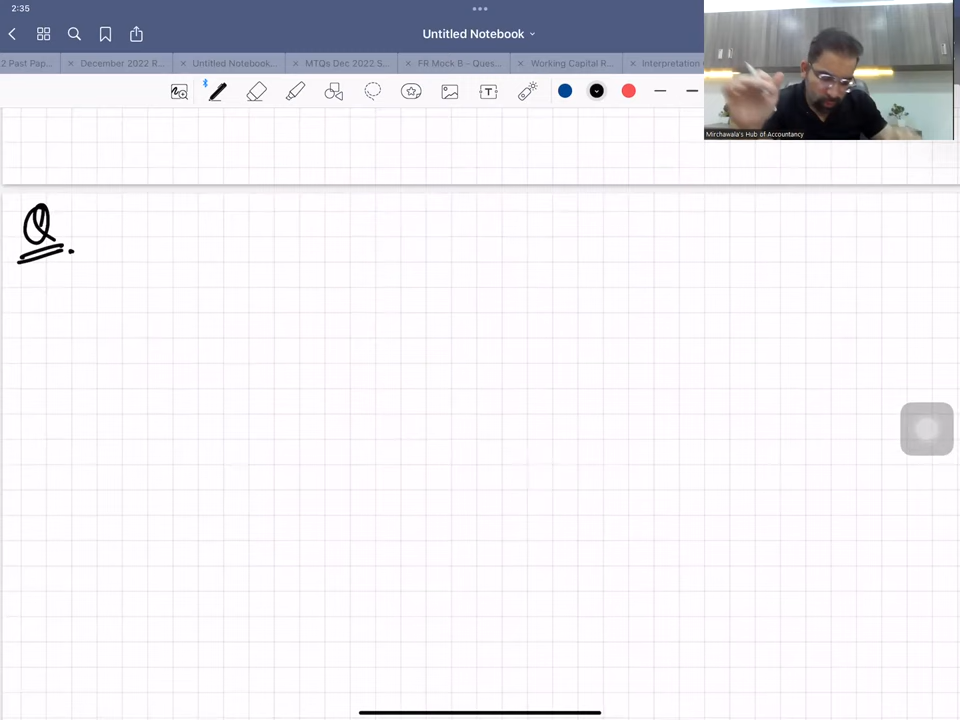 2:35
Untitled Notebook
2 Past Pap...
December 2022 R...
Untitled Notebook...
MTQs Dec 2022 S...
FR Mock B - Ques...
Working Capital R...
Interpretation
T
Mirchawala's Hub of Accountancy
Q.